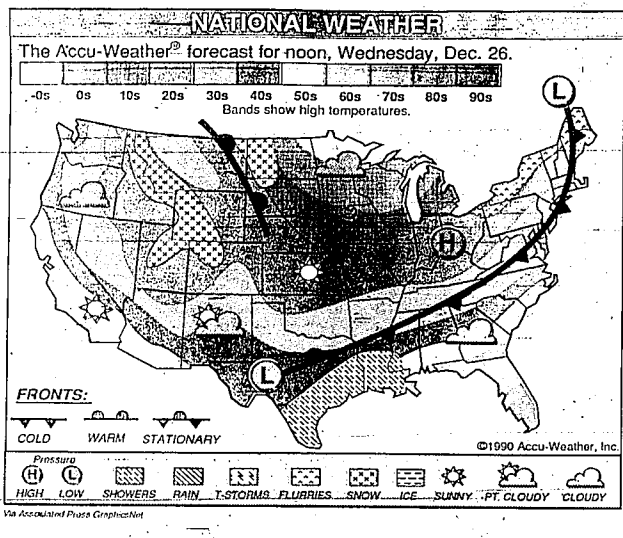 NATIONAL WEATHER
The Accu-Weather® forecast for noon, Wednesday, Dec. 26.
-0s 0s 10s 20s 30s 40s 50s 60s 70s 80s 90s
Bands show high temperatures.
L
H
L
FRONTS:
COLD WARM STATIONARY
©1990 Accu-Weather, Inc.
Pressure
H L
HIGH LOW SHOWERS RAIN T-STORMS FLURRIES SNOW ICE SUNNY PT. CLOUDY CLOUDY
Via Associated Press GraphicsNet